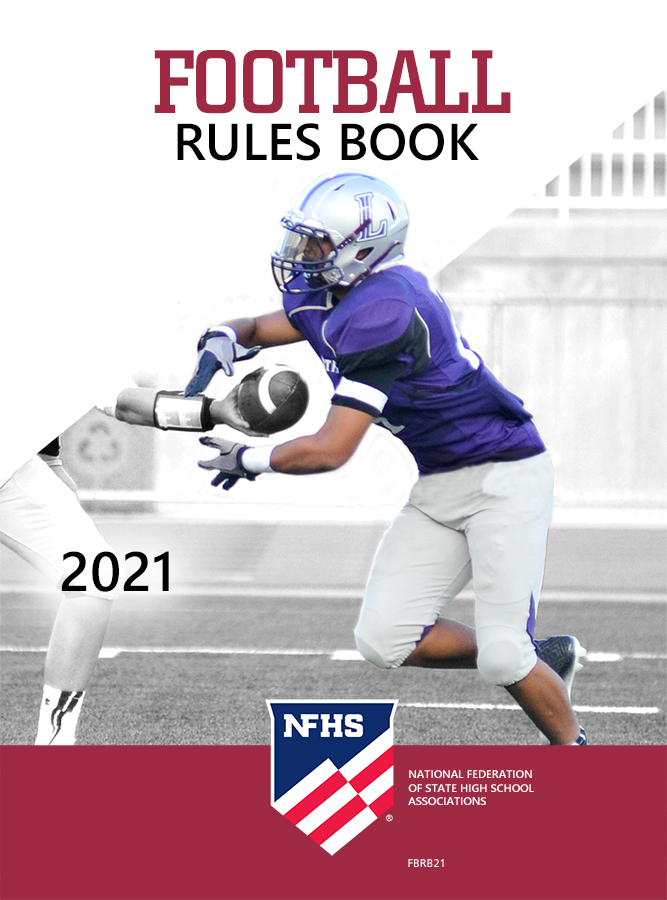 FOOTBALL
RULES BOOK
L
2021
NFHS
®
NATIONAL FEDERATION
OF STATE HIGH SCHOOL
ASSOCIATIONS
FBRB21